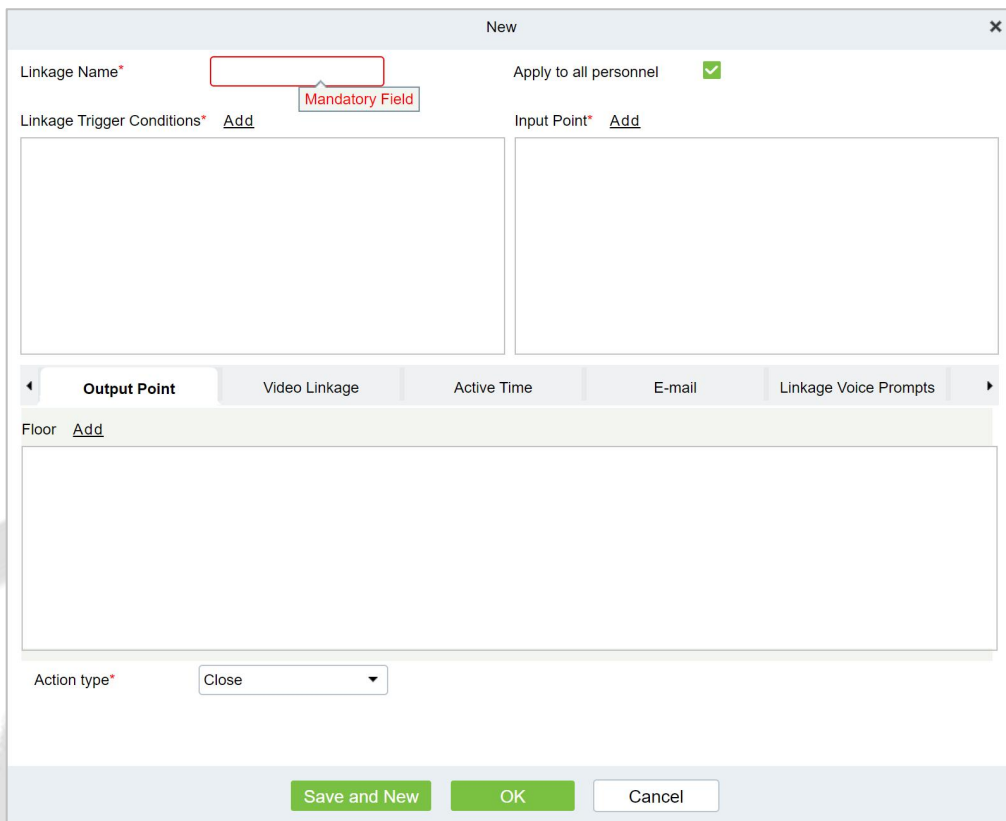 New
Linkage Name* Apply to all personnel
Mandatory Field
Linkage Trigger Conditions* Add Input Point* Add
Output Point Video Linkage Active Time E-mail Linkage Voice Prompts
Floor Add
Action type* Close
Save and New OK Cancel